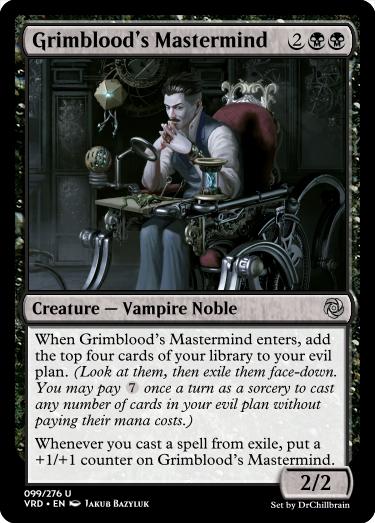 Grimblood's Mastermind 2
Creature — Vampire Noble
When Grimblood's Mastermind enters, add
the top four cards of your library to your evil
plan. (Look at them, then exile them face-down.
You may pay 7 once a turn as a sorcery to cast
any number of cards in your evil plan without
paying their mana costs.)
Whenever you cast a spell from exile, put a
+1/+1 counter on Grimblood's Mastermind.
2/2
099/276 U
VRD • EN Jakub Bazyluk
Set by DrChillbrain